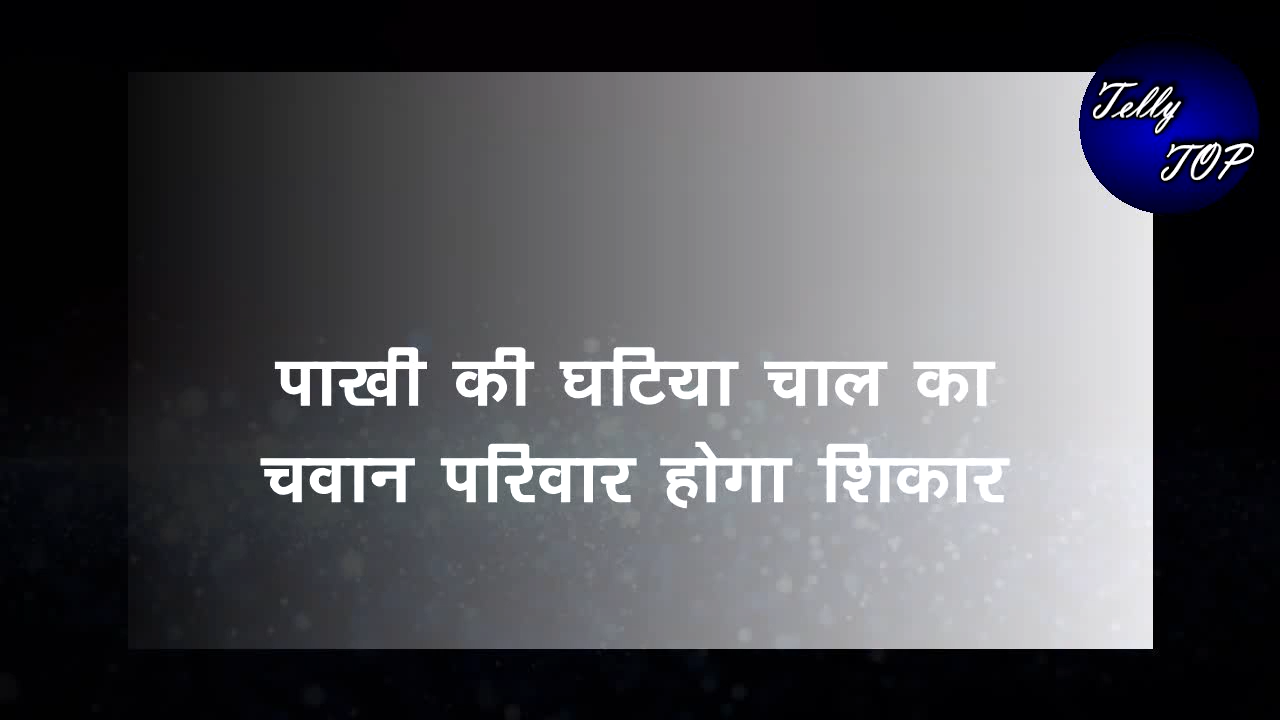 Telly
TOP
पाखी की घटिया चाल का
चवान परिवार होगा शिकार